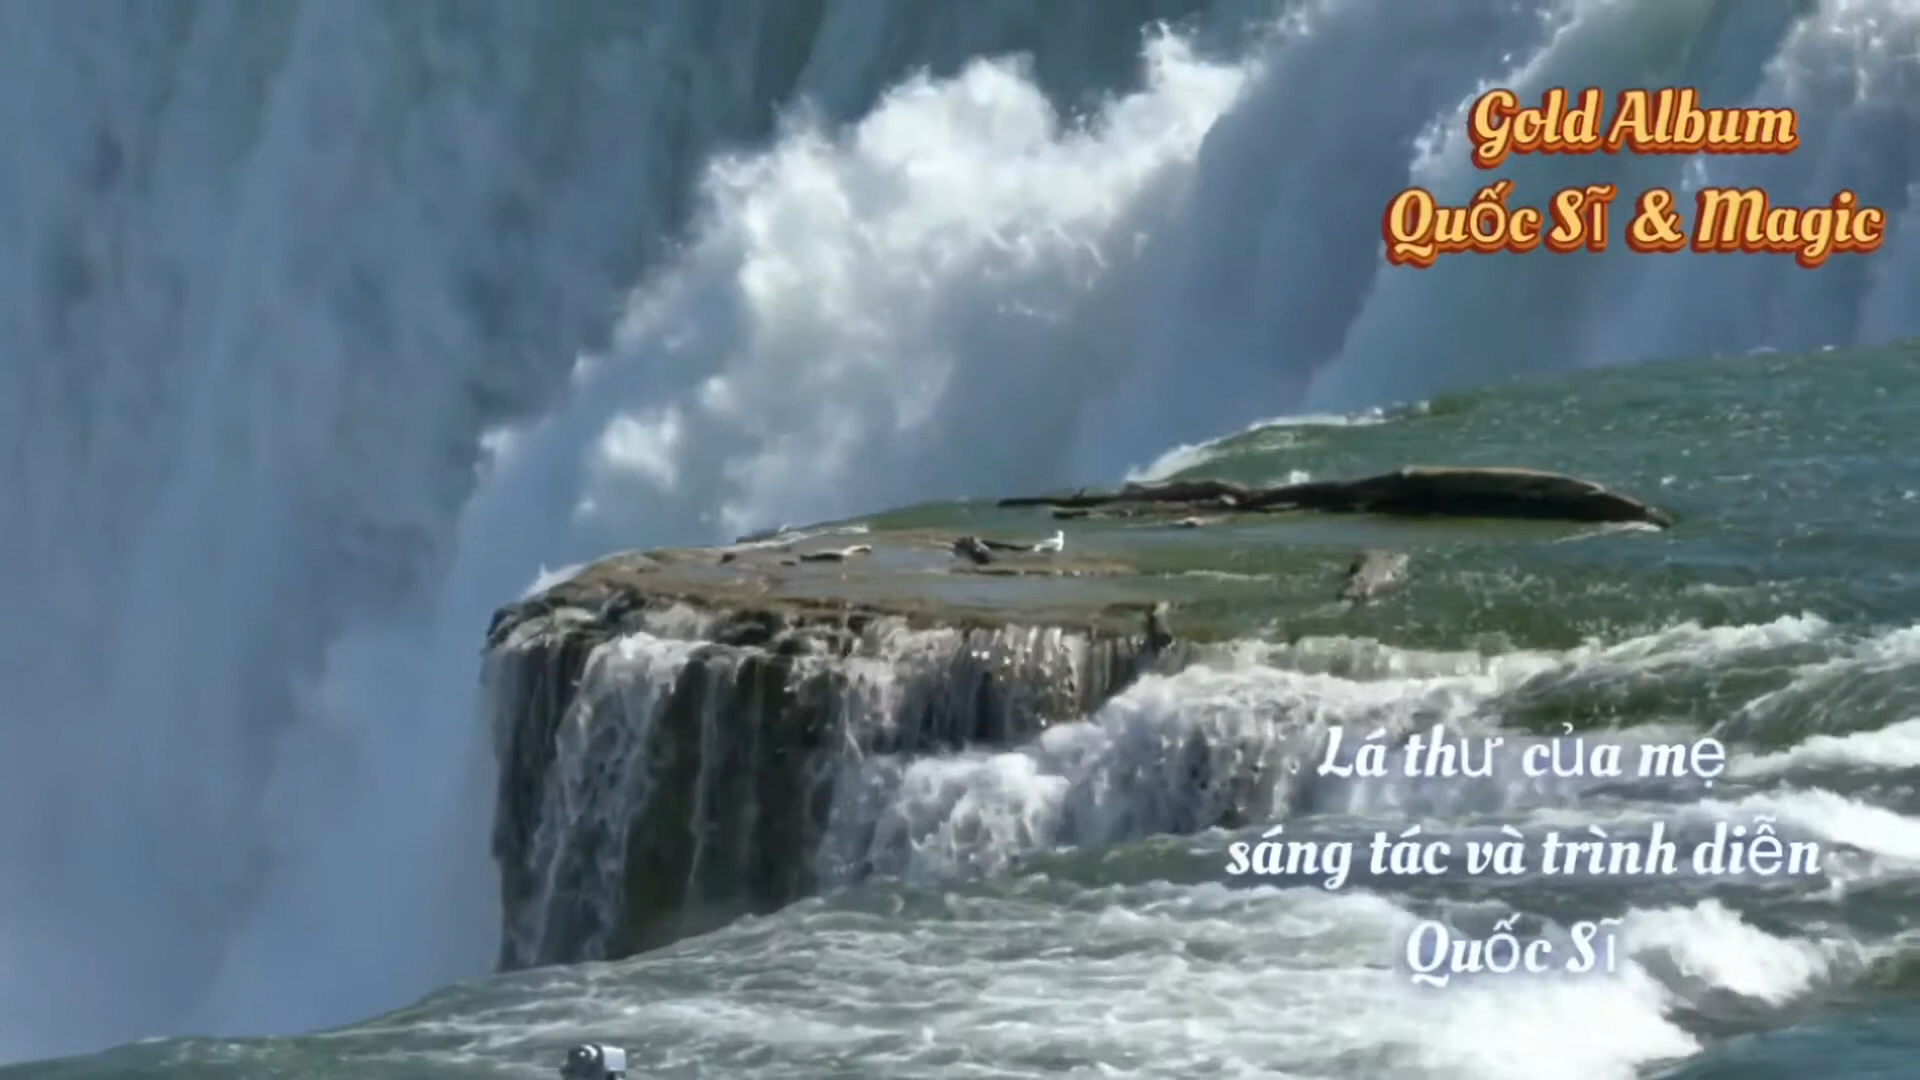 Gold Album
Quốc Sĩ & Magic
Lá thư của mẹ
sáng tác và trình diễn
Quốc Sĩ